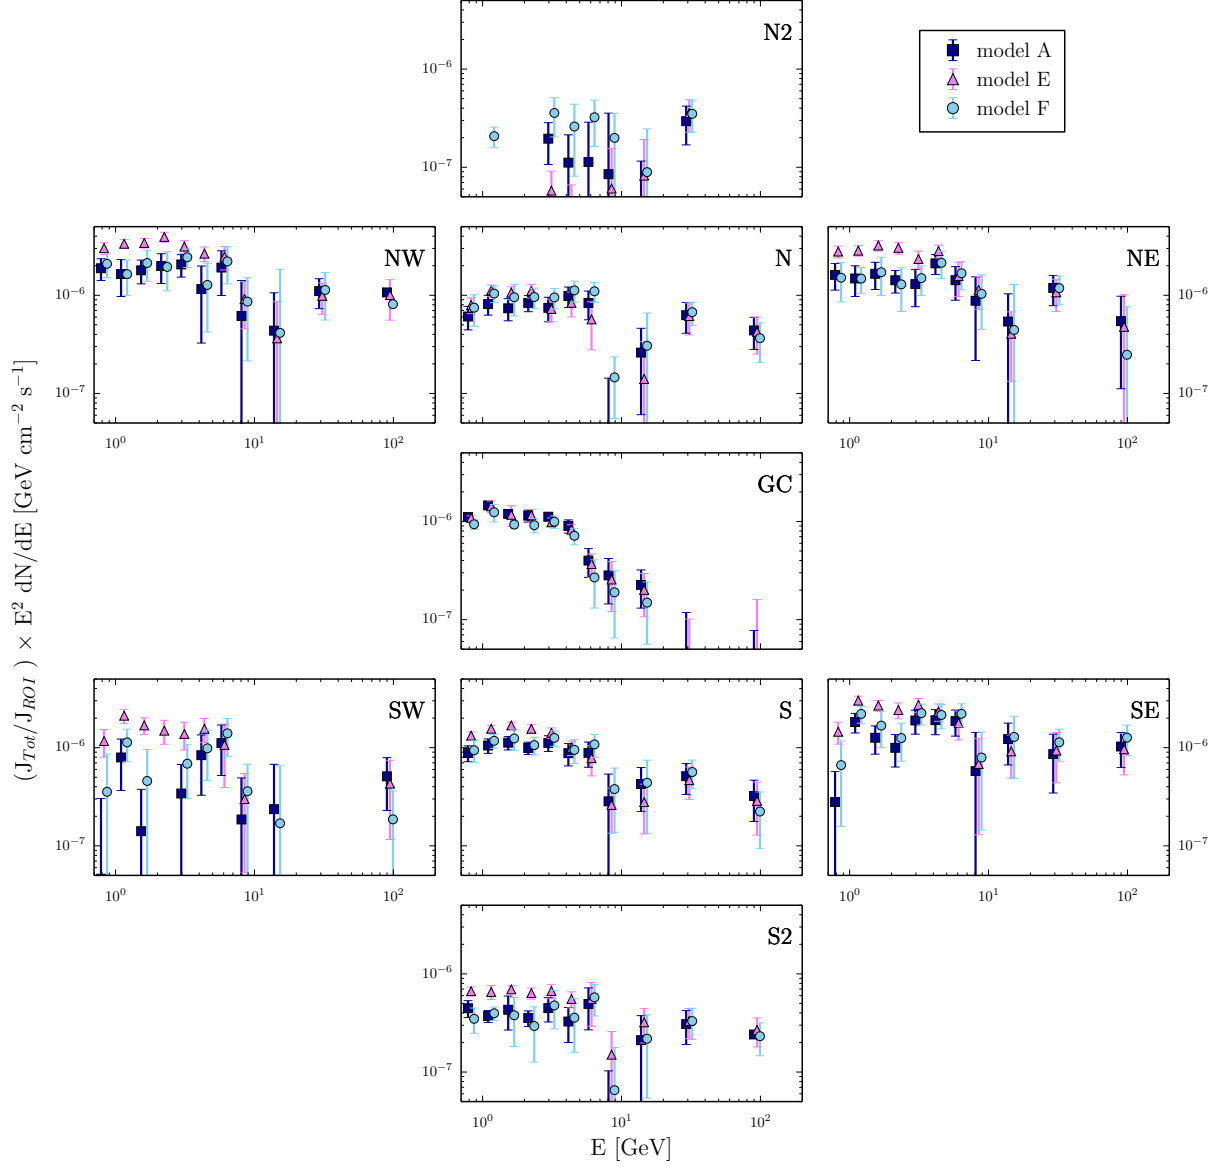 N2
model A
model E
model F
10⁻⁶
10⁻⁷
NW
N
NE
10⁻⁶
10⁻⁶
10⁻⁷
10⁻⁷
10⁰
10¹
10²
10⁰
10¹
10²
GC
10⁻⁶
10⁻⁷
(J_Tot/J_ROI) × E² dN/dE [GeV cm⁻² s⁻¹]
SW
S
SE
10⁻⁶
10⁻⁶
10⁻⁷
10⁻⁷
10⁰
10¹
10²
10⁰
10¹
10²
S2
10⁻⁶
10⁻⁷
10⁰
10¹
10²
E [GeV]